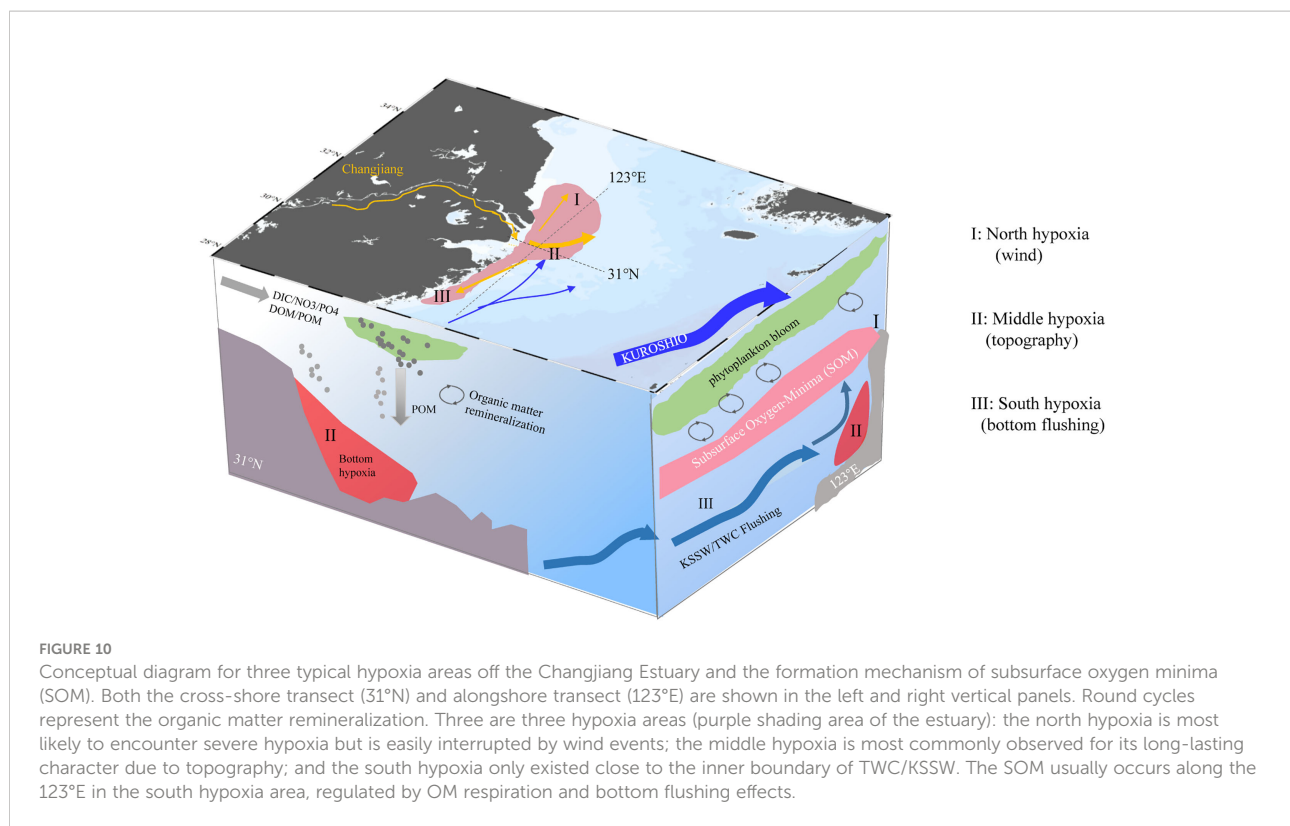 34°N
32°N
30°N
28°N
Changjiang
123°E
I
II
31°N
III
KUROSHIO
I: North hypoxia
(wind)
II: Middle hypoxia
(topography)
III: South hypoxia
(bottom flushing)
DIC/NO3/PO4
DOM/POM
POM
Organic matter
remineralization
II
Bottom
hypoxia
31°N
phytoplankton bloom
I
Subsurface Oxygen-Minima (SOM)
II
III
123°E
KSSW/TWC Flushing
FIGURE 10
Conceptual diagram for three typical hypoxia areas off the Changjiang Estuary and the formation mechanism of subsurface oxygen minima
(SOM). Both the cross-shore transect (31°N) and alongshore transect (123°E) are shown in the left and right vertical panels. Round cycles
represent the organic matter remineralization. Three are three hypoxia areas (purple shading area of the estuary): the north hypoxia is most
likely to encounter severe hypoxia but is easily interrupted by wind events; the middle hypoxia is most commonly observed for its long-lasting
character due to topography; and the south hypoxia only existed close to the inner boundary of TWC/KSSW. The SOM usually occurs along the
123°E in the south hypoxia area, regulated by OM respiration and bottom flushing effects.